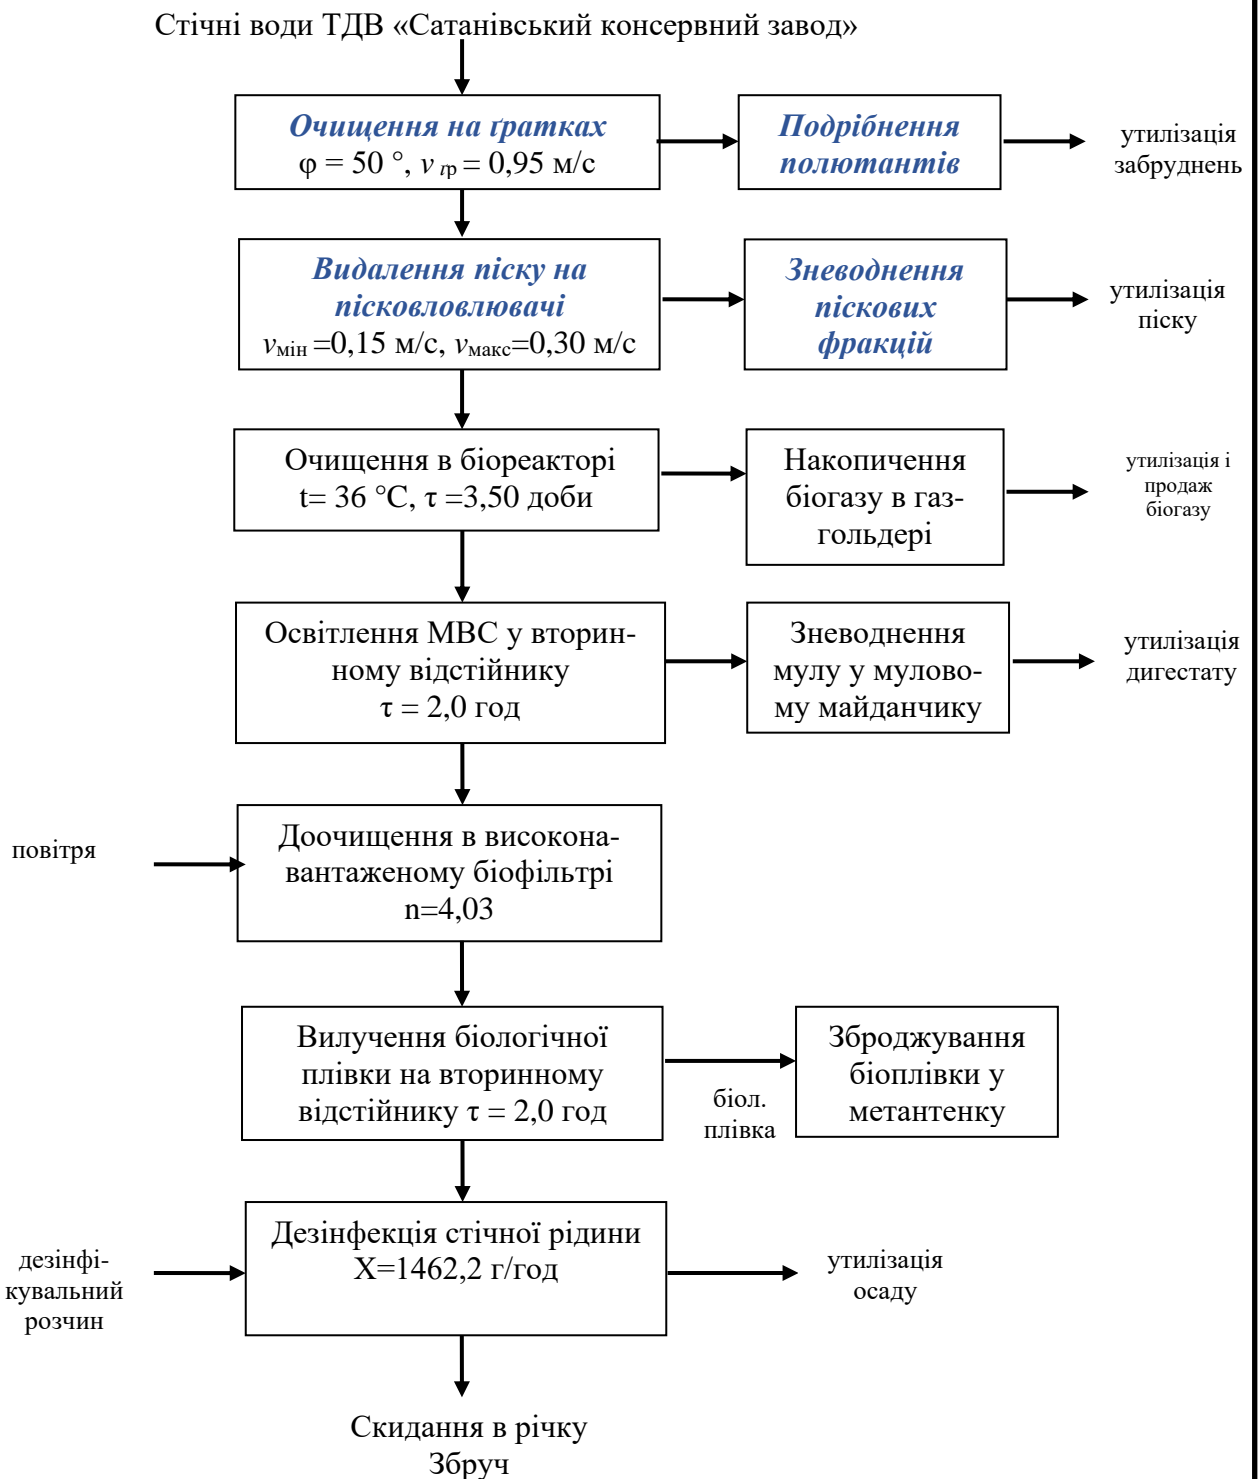 Стічні води ТДВ «Сатанівський консервний завод»
Очищення на ґратках
φ = 50 °, v гр = 0,95 м/с
Подрібнення
полютантів
утилізація
забруднень
Видалення піску на
пісковловлювачі
vмін =0,15 м/с, vмакс=0,30 м/с
Зневоднення
піскових
фракцій
утилізація
піску
Очищення в біореакторі
t= 36 °C, τ =3,50 доби
Накопичення
біогазу в газ-
гольдері
утилізація і
продаж
біогазу
Освітлення МВС у вторин-
ному відстійнику
τ = 2,0 год
Зневоднення
мулу у мулово-
му майданчику
утилізація
дигестату
повітря
Доочищення в високона-
вантаженому біофільтрі
n=4,03
Вилучення біологічної
плівки на вторинному
відстійнику τ = 2,0 год
біол.
плівка
Зброджування
біоплівки у
метантенку
дезінфі-
кувальний
розчин
Дезінфекція стічної рідини
X=1462,2 г/год
утилізація
осаду
Скидання в річку
Збруч